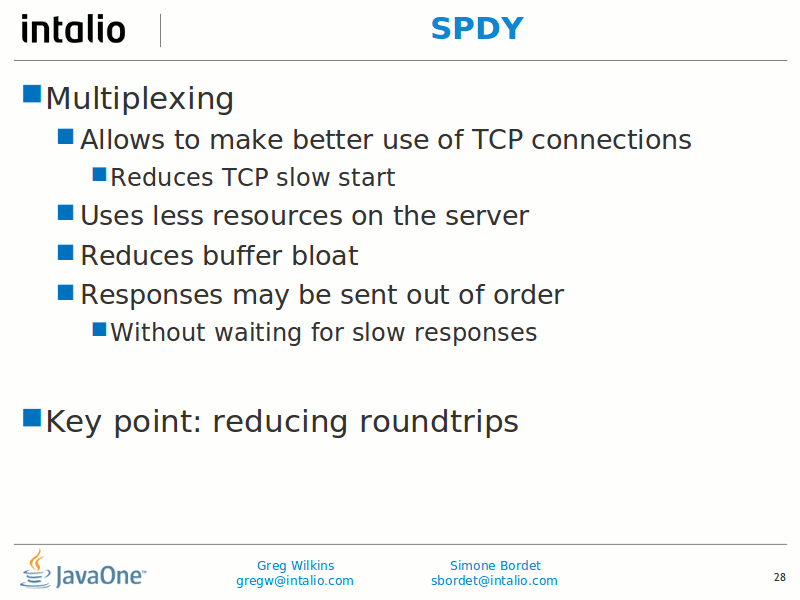 intalio
SPDY
Multiplexing
Allows to make better use of TCP connections
Reduces TCP slow start
Uses less resources on the server
Reduces buffer bloat
Responses may be sent out of order
Without waiting for slow responses
Key point: reducing roundtrips
JavaOne™
Greg Wilkins
gregw@intalio.com
Simone Bordet
sbordet@intalio.com
28